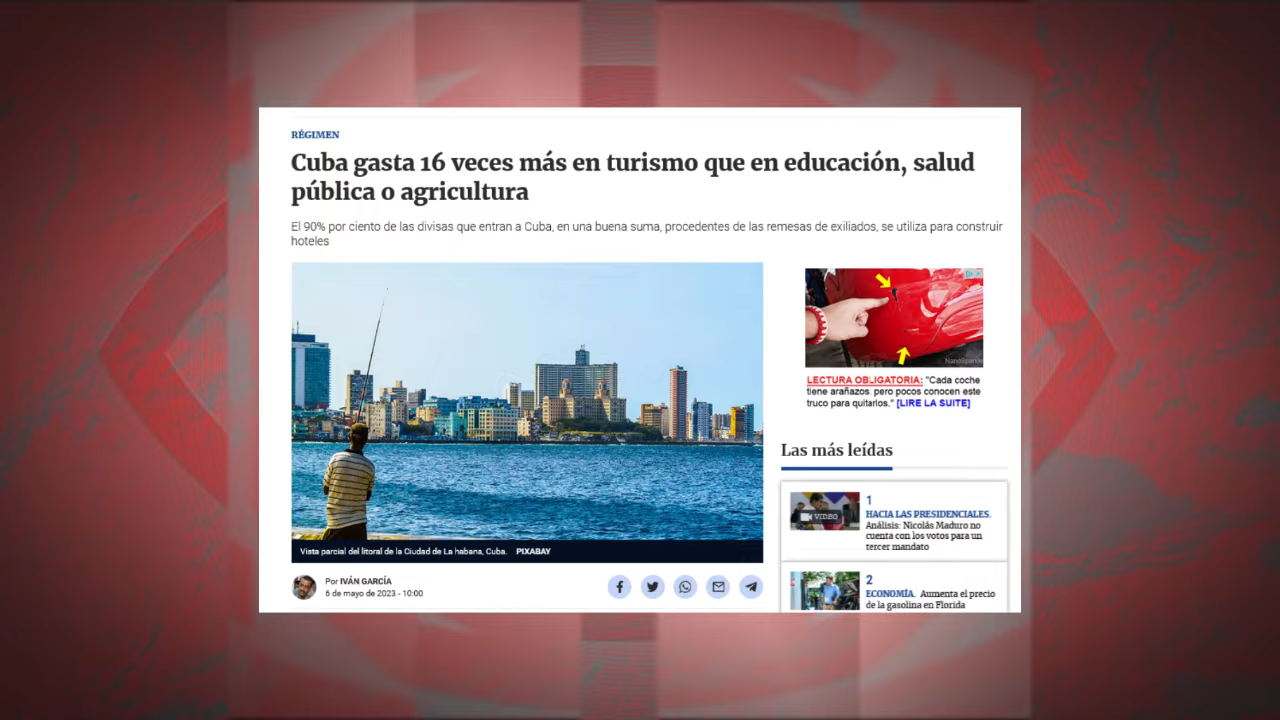 RÉGIMEN
Cuba gasta 16 veces más en turismo que en educación, salud
pública o agricultura
El 90% por ciento de las divisas que entran a Cuba, en una buena suma, procedentes de las remesas de exiliados, se utiliza para construir
hoteles
Nanosparkle
LECTURA OBLIGATORIA: "Cada coche
tiene arañazos, pero pocos conocen este
truco para quitarlos." [LIRE LA SUITE]
Las más leídas
VIDEO
1
HACIA LAS PRESIDENCIALES.
Análisis: Nicolás Maduro no
cuenta con los votos para un
tercer mandato
2
ECONOMÍA. Aumenta el precio
de la gasolina en Florida
Vista parcial del litoral de la Ciudad de La habana, Cuba. PIXABAY
Por IVÁN GARCÍA
6 de mayo de 2023 - 10:00